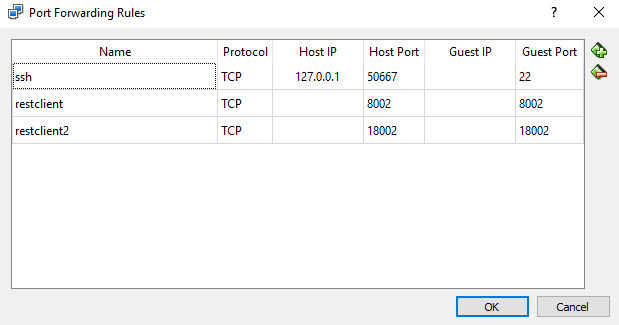 Port Forwarding Rules ? ×
Name Protocol Host IP Host Port Guest IP Guest Port
ssh TCP 127.0.0.1 50667 22
restclient TCP 8002 8002
restclient2 TCP 18002 18002
OK Cancel